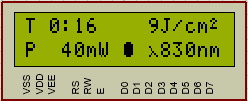 T 0:16 9J/cm²
P 40mW ● λ830nm
VSS VDD VEE RS RW E D0 D1 D2 D3 D4 D5 D6 D7